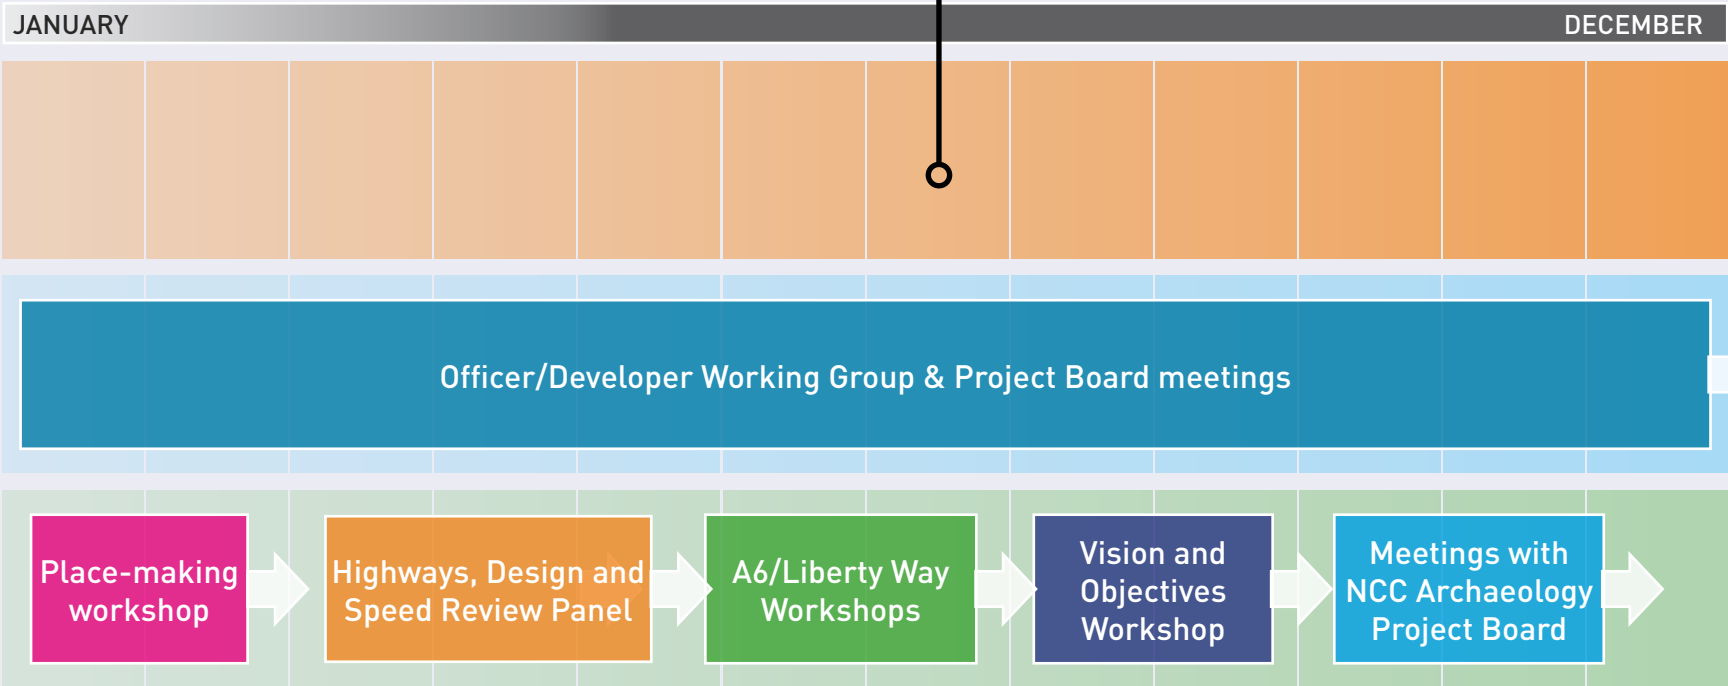 JANUARY
DECEMBER
Officer/Developer Working Group & Project Board meetings
Place-making
workshop
Highways, Design and
Speed Review Panel
A6/Liberty Way
Workshops
Vision and
Objectives
Workshop
Meetings with
NCC Archaeology
Project Board